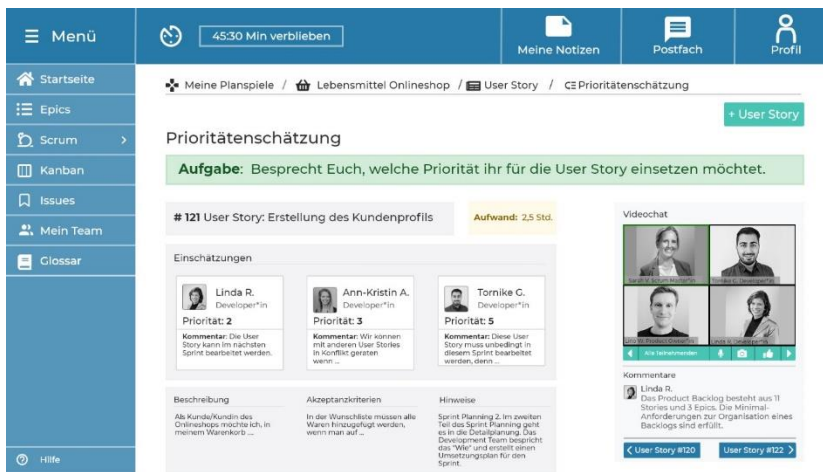 Menü
45:30 Min verblieben
Meine Notizen
Postfach
Profil
Startseite
Epics
Scrum >
Kanban
Issues
Mein Team
Glossar
Hilfe
Meine Planspiele / Lebensmittel Onlineshop / User Story / Prioritätenschätzung
+ User Story
Prioritätenschätzung
Aufgabe: Besprecht Euch, welche Priorität ihr für die User Story einsetzen möchtet.
# 121 User Story: Erstellung des Kundenprofils
Aufwand: 2,5 Std.
Einschätzungen
Linda R.
Developer*in
Priorität: 2
Kommentar: Die User
Story kann im nächsten
Sprint bearbeitet werden.
Ann-Kristin A.
Developer*in
Priorität: 3
Kommentar: Wir können
mit anderen User Stories
in Konflikt geraten
wenn ...
Tornike G.
Developer*in
Priorität: 5
Kommentar: Diese User
Story muss unbedingt in
diesem Sprint bearbeitet
werden, denn ...
Beschreibung
Als Kunde/Kundin des
Onlineshops möchte ich, in
meinem Warenkorb ...
Akzeptanzkriterien
In der Wunschliste müssen alle
Waren hinzugefügt werden,
wenn man auf ...
Hinweise
Sprint Planning 2. Im zweiten
Teil des Sprint Planning geht
es in die Detailplanung. Das
Development Team bespricht
das "Wie" und erstellt einen
Umsetzungsplan für den
Sprint.
Videochat
Tornike G. Developer*in
Linda R. Developer*in
Alle Teilnehmenden
Kommentare
Linda R.
Das Product Backlog besteht aus 11
Stories und 3 Epics. Die Minimal-
Anforderungen zur Organisation eines
Backlogs sind erfüllt.
< User Story #120
User Story #122 >